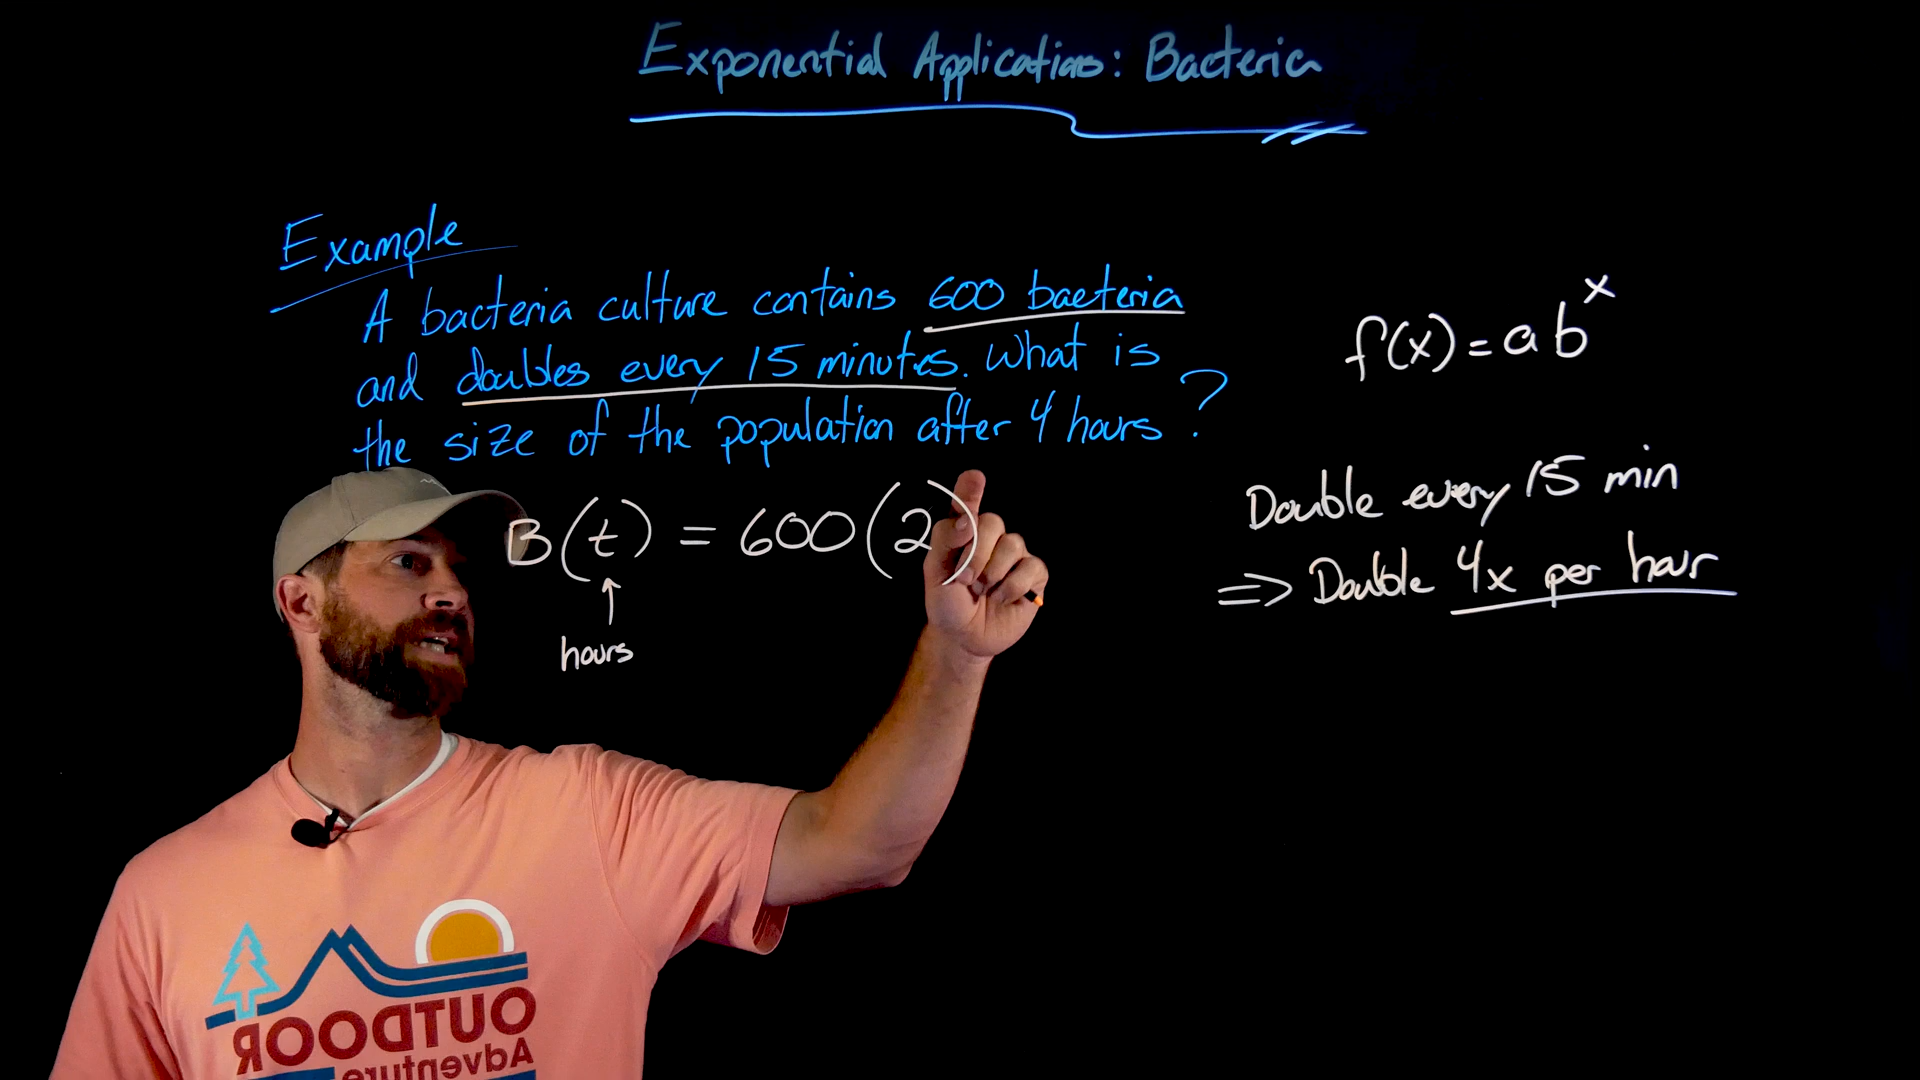 Exponential Applications: Bacteria
Example
A bacteria culture contains 600 bacteria
and doubles every 15 minutes. What is
the size of the population after 4 hours ?
f(x) = ab^x
B(t) = 600(2)
hours
Double every 15 min
⇒ Double 4x per hour
OUTDOOR
Adventure